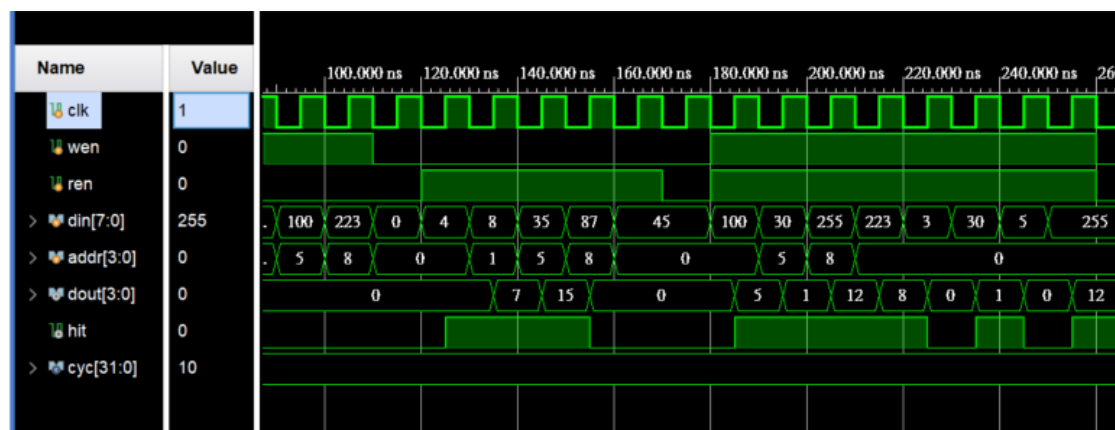 Name Value 100.000 ns 120.000 ns 140.000 ns 160.000 ns 180.000 ns 200.000 ns 220.000 ns 240.000 ns 26
clk 1
wen 0
ren 0
din[7:0] 255 100 223 0 4 8 35 87 45 100 30 255 223 3 30 5 255
addr[3:0] 0 5 8 0 1 5 8 0 5 8 0
dout[3:0] 0 0 7 15 0 5 1 12 8 0 1 0 12
hit 0
cyc[31:0] 10